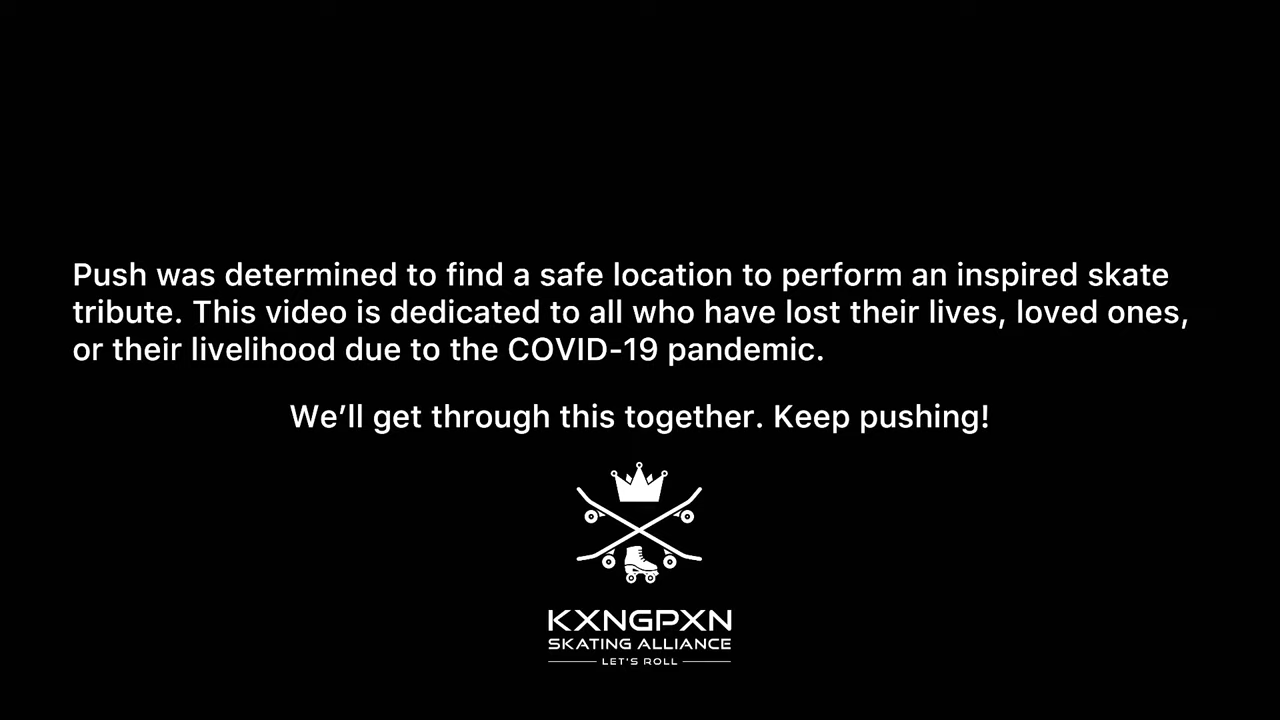 Push was determined to find a safe location to perform an inspired skate
tribute. This video is dedicated to all who have lost their lives, loved ones,
or their livelihood due to the COVID-19 pandemic.
We’ll get through this together. Keep pushing!
KXNGPXN
SKATING ALLIANCE
LET'S ROLL